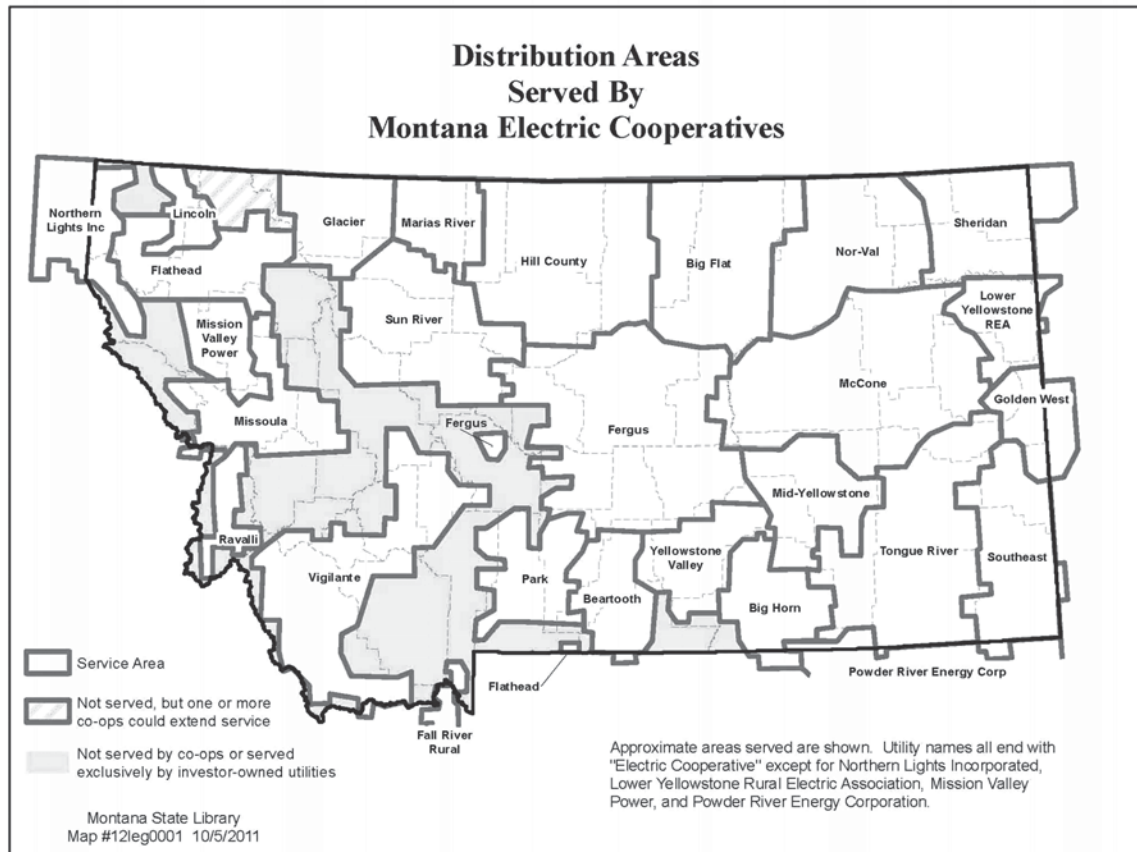 Distribution Areas
Served By
Montana Electric Cooperatives
Northern
Lights Inc
Lincoln
Glacier
Marias River
Hill County
Big Flat
Nor-Val
Sheridan
Flathead
Sun River
Lower
Yellowstone
REA
Mission
Valley
Power
McCone
Golden West
Missoula
Fergus
Fergus
Mid-Yellowstone
Ravalli
Vigilante
Park
Beartooth
Yellowstone
Valley
Big Horn
Tongue River
Southeast
Flathead
Powder River Energy Corp
Fall River
Rural
Service Area
Not served, but one or more
co-ops could extend service
Not served by co-ops or served
exclusively by investor-owned utilities
Approximate areas served are shown.  Utility names all end with
"Electric Cooperative" except for Northern Lights Incorporated,
Lower Yellowstone Rural Electric Association, Mission Valley
Power, and Powder River Energy Corporation.
Montana State Library
Map #12leg0001  10/5/2011